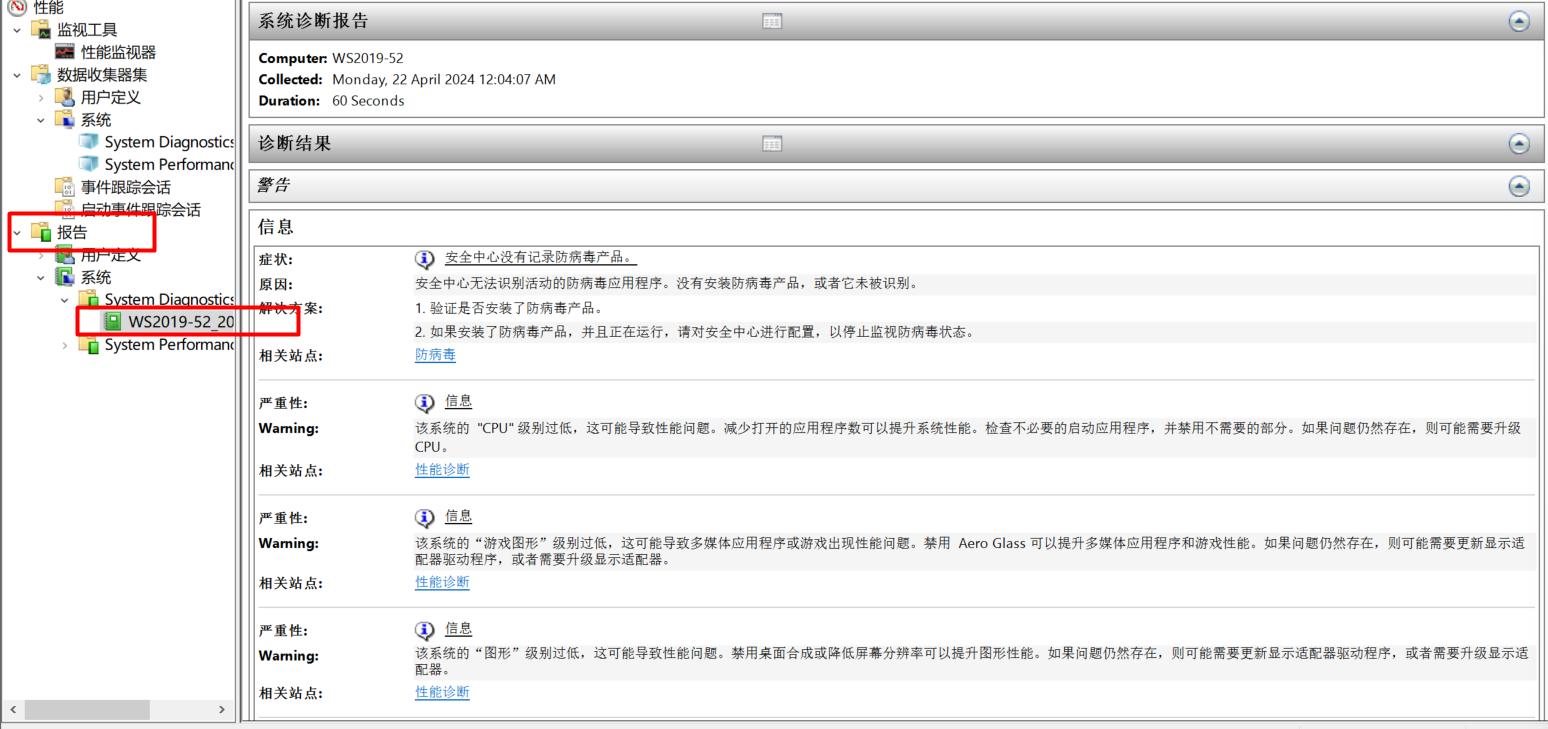 性能
监视工具
性能监视器
数据收集器集
用户定义
系统
System Diagnostics
System Performanc
事件跟踪会话
启动事件跟踪会话
报告
用户定义
系统
System Diagnostics
WS2019-52_20
System Performanc
系统诊断报告
Computer: WS2019-52
Collected: Monday, 22 April 2024 12:04:07 AM
Duration: 60 Seconds
诊断结果
警告
信息
症状: 安全中心没有记录防病毒产品。
原因: 安全中心无法识别活动的防病毒应用程序。没有安装防病毒产品，或者它未被识别。
解决方案: 1. 验证是否安装了防病毒产品。
2. 如果安装了防病毒产品，并且正在运行，请对安全中心进行配置，以停止监视防病毒状态。
相关站点: 防病毒
严重性: 信息
Warning: 该系统的 "CPU" 级别过低，这可能导致性能问题。减少打开的应用程序数可以提升系统性能。检查不必要的启动应用程序，并禁用不需要的部分。如果问题仍然存在，则可能需要升级
CPU。
相关站点: 性能诊断
严重性: 信息
Warning: 该系统的“游戏图形”级别过低，这可能导致多媒体应用程序或游戏出现性能问题。禁用 Aero Glass 可以提升多媒体应用程序和游戏性能。如果问题仍然存在，则可能需要更新显示适
配器驱动程序，或者需要升级显示适配器。
相关站点: 性能诊断
严重性: 信息
Warning: 该系统的“图形”级别过低，这可能导致性能问题。禁用桌面合成或降低屏幕分辨率可以提升图形性能。如果问题仍然存在，则可能需要更新显示适配器驱动程序，或者需要升级显示适
配器。
相关站点: 性能诊断